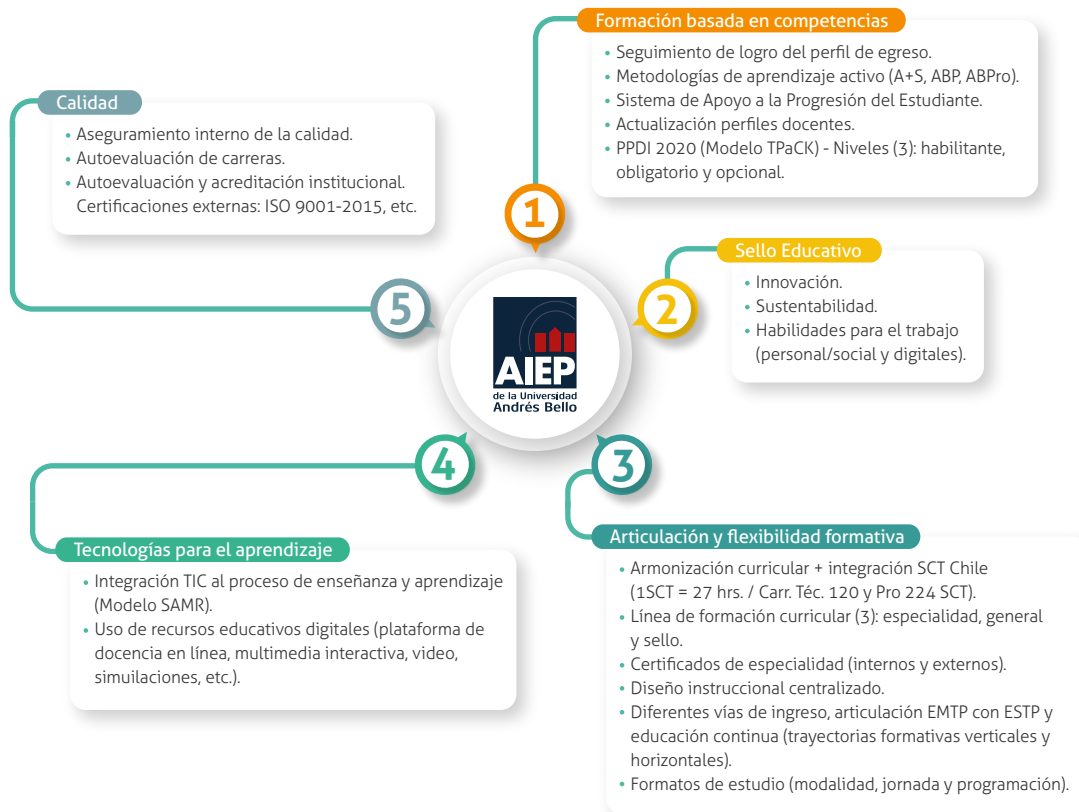 Formación basada en competencias
• Seguimiento de logro del perfil de egreso.
• Metodologías de aprendizaje activo (A+S, ABP, ABPro).
• Sistema de Apoyo a la Progresión del Estudiante.
• Actualización perfiles docentes.
• PPDI 2020 (Modelo TPaCK) - Niveles (3): habilitante,
obligatorio y opcional.
1
Sello Educativo
• Innovación.
• Sustentabilidad.
• Habilidades para el trabajo
(personal/social y digitales).
2
Articulación y flexibilidad formativa
• Armonización curricular + integración SCT Chile
(1SCT = 27 hrs. / Carr. Téc. 120 y Pro 224 SCT).
• Línea de formación curricular (3): especialidad, general
y sello.
• Certificados de especialidad (internos y externos).
• Diseño instruccional centralizado.
• Diferentes vías de ingreso, articulación EMTP con ESTP y
educación continua (trayectorias formativas verticales y
horizontales).
• Formatos de estudio (modalidad, jornada y programación).
3
Tecnologías para el aprendizaje
• Integración TIC al proceso de enseñanza y aprendizaje
(Modelo SAMR).
• Uso de recursos educativos digitales (plataforma de
docencia en línea, multimedia interactiva, video,
simuilaciones, etc.).
4
Calidad
• Aseguramiento interno de la calidad.
• Autoevaluación de carreras.
• Autoevaluación y acreditación institucional.
Certificaciones externas: ISO 9001-2015, etc.
5
AIEP
de la Universidad
Andrés Bello